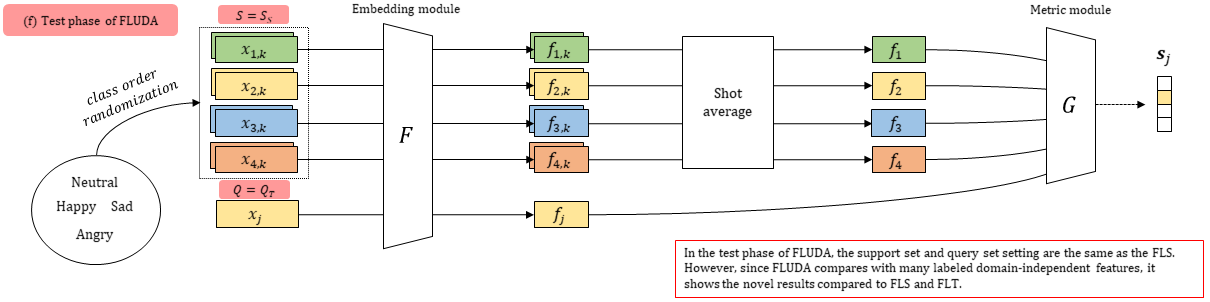 (f) Test phase of FLUDA
S = S_S
Embedding module
Metric module
x_{1,k}
f_{1,k}
f_1
x_{2,k}
f_{2,k}
f_2
x_{3,k}
f_{3,k}
f_3
x_{4,k}
f_{4,k}
f_4
class order
randomization
F
Shot
average
G
s_j
Neutral
Happy Sad
Angry
Q = Q_T
x_j
f_j
In the test phase of FLUDA, the support set and query set setting are the same as the FLS.
However, since FLUDA compares with many labeled domain-independent features, it
shows the novel results compared to FLS and FLT.